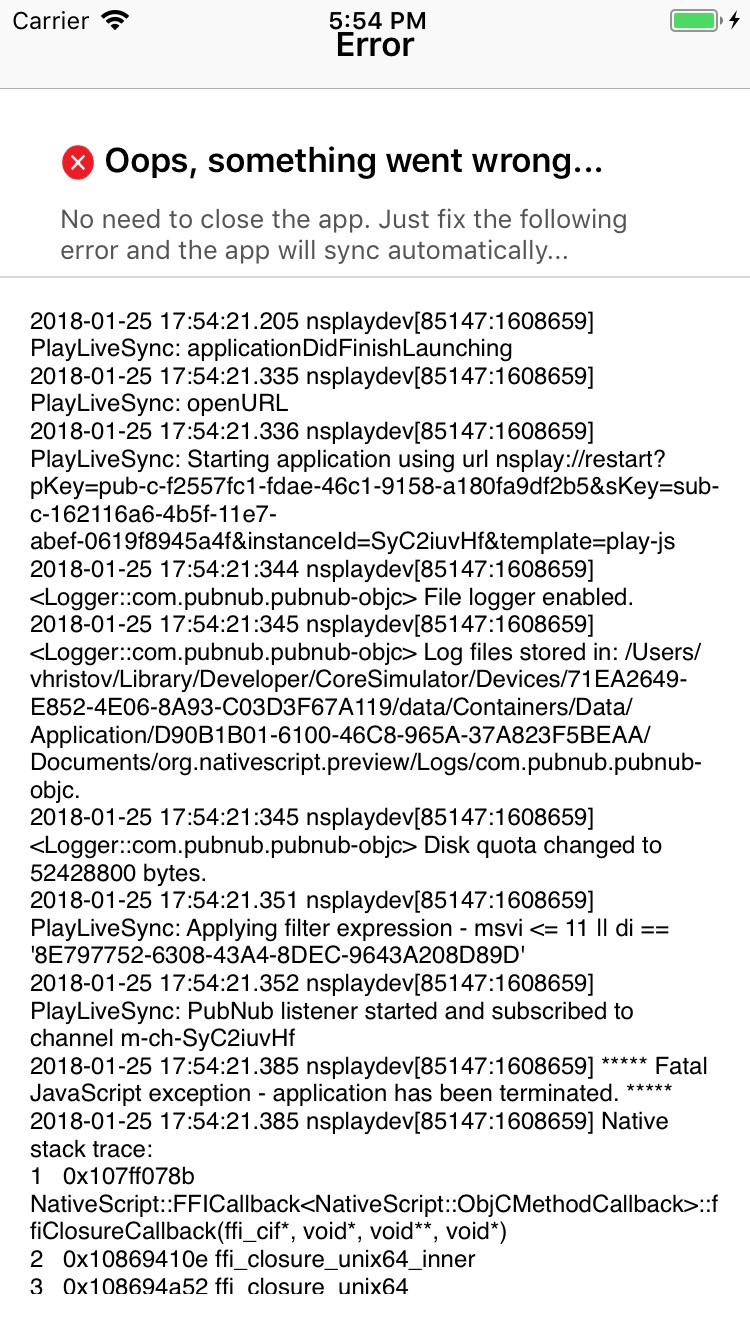 Carrier 5:54 PM
Error
Oops, something went wrong...
No need to close the app. Just fix the following
error and the app will sync automatically...
2018-01-25 17:54:21.205 nsplaydev[85147:1608659]
PlayLiveSync: applicationDidFinishLaunching
2018-01-25 17:54:21.335 nsplaydev[85147:1608659]
PlayLiveSync: openURL
2018-01-25 17:54:21.336 nsplaydev[85147:1608659]
PlayLiveSync: Starting application using url nsplay://restart?
pKey=pub-c-f2557fc1-fdae-46c1-9158-a180fa9df2b5&sKey=sub-
c-162116a6-4b5f-11e7-
abef-0619f8945a4f&instanceId=SyC2iuvHf&template=play-js
2018-01-25 17:54:21:344 nsplaydev[85147:1608659]
<Logger::com.pubnub.pubnub-objc> File logger enabled.
2018-01-25 17:54:21:345 nsplaydev[85147:1608659]
<Logger::com.pubnub.pubnub-objc> Log files stored in: /Users/
vhristov/Library/Developer/CoreSimulator/Devices/71EA2649-
E852-4E06-8A93-C03D3F67A119/data/Containers/Data/
Application/D90B1B01-6100-46C8-965A-37A823F5BEAA/
Documents/org.nativescript.preview/Logs/com.pubnub.pubnub-
objc.
2018-01-25 17:54:21:345 nsplaydev[85147:1608659]
<Logger::com.pubnub.pubnub-objc> Disk quota changed to
52428800 bytes.
2018-01-25 17:54:21.351 nsplaydev[85147:1608659]
PlayLiveSync: Applying filter expression - msvi <= 11 || di ==
'8E797752-6308-43A4-8DEC-9643A208D89D'
2018-01-25 17:54:21.352 nsplaydev[85147:1608659]
PlayLiveSync: PubNub listener started and subscribed to
channel m-ch-SyC2iuvHf
2018-01-25 17:54:21.385 nsplaydev[85147:1608659] ***** Fatal
JavaScript exception - application has been terminated. *****
2018-01-25 17:54:21.385 nsplaydev[85147:1608659] Native
stack trace:
1 0x107ff078b
NativeScript::FFICallback<NativeScript::ObjCMethodCallback>::f
fiClosureCallback(ffi_cif*, void*, void**, void*)
2 0x10869410e ffi_closure_unix64_inner
3 0x108694a52 ffi_closure_unix64